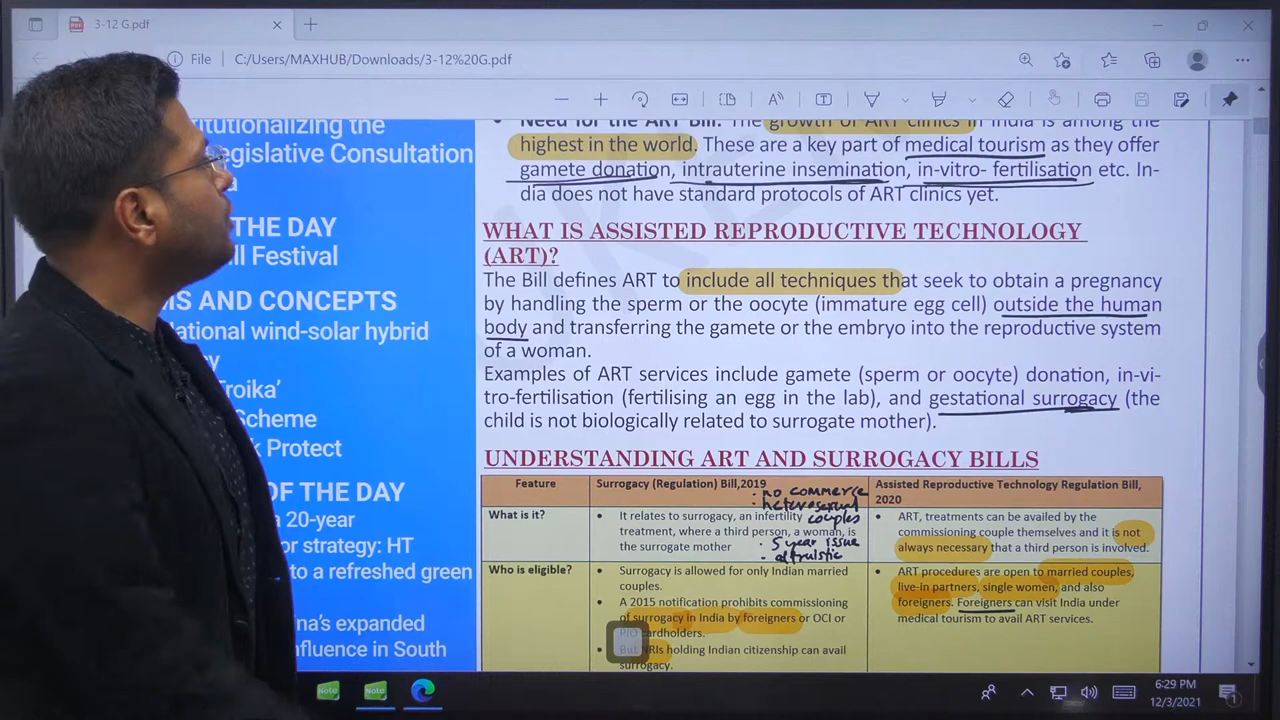 3-12 G.pdf
File
C:/Users/MAXHUB/Downloads/3-12%20G.pdf
titutionalizing the
egislative Consultation
THE DAY
ll Festival
MS AND CONCEPTS
ational wind-solar hybrid
Troika'
Scheme
k Protect
OF THE DAY
a 20-year
or strategy: HT
to a refreshed green
ina's expanded
nfluence in South
• Need for the ART Bill: The growth of ART clinics in India is among the
highest in the world. These are a key part of medical tourism as they offer
gamete donation, intrauterine insemination, in-vitro- fertilisation etc. In-
dia does not have standard protocols of ART clinics yet.
WHAT IS ASSISTED REPRODUCTIVE TECHNOLOGY
(ART)?
The Bill defines ART to include all techniques that seek to obtain a pregnancy
by handling the sperm or the oocyte (immature egg cell) outside the human
body and transferring the gamete or the embryo into the reproductive system
of a woman.
Examples of ART services include gamete (sperm or oocyte) donation, in-vi-
tro-fertilisation (fertilising an egg in the lab), and gestational surrogacy (the
child is not biologically related to surrogate mother).
UNDERSTANDING ART AND SURROGACY BILLS
Feature
Surrogacy (Regulation) Bill,2019
• no commerce
• heterosexual
couples
• 5 year issue
• altruistic
Assisted Reproductive Technology Regulation Bill,
2020
What is it?
• It relates to surrogacy, an infertility
treatment, where a third person, a woman, is
the surrogate mother
• ART, treatments can be availed by the
commissioning couple themselves and it is not
always necessary that a third person is involved.
Who is eligible?
• Surrogacy is allowed for only Indian married
couples.
• A 2015 notification prohibits commissioning
of surrogacy in India by foreigners or OCI or
PIO cardholders.
• But NRIs holding Indian citizenship can avail
surrogacy.
• ART procedures are open to married couples,
live-in partners, single women, and also
foreigners. Foreigners can visit India under
medical tourism to avail ART services.
Note
Note
6:29 PM
12/3/2021
1